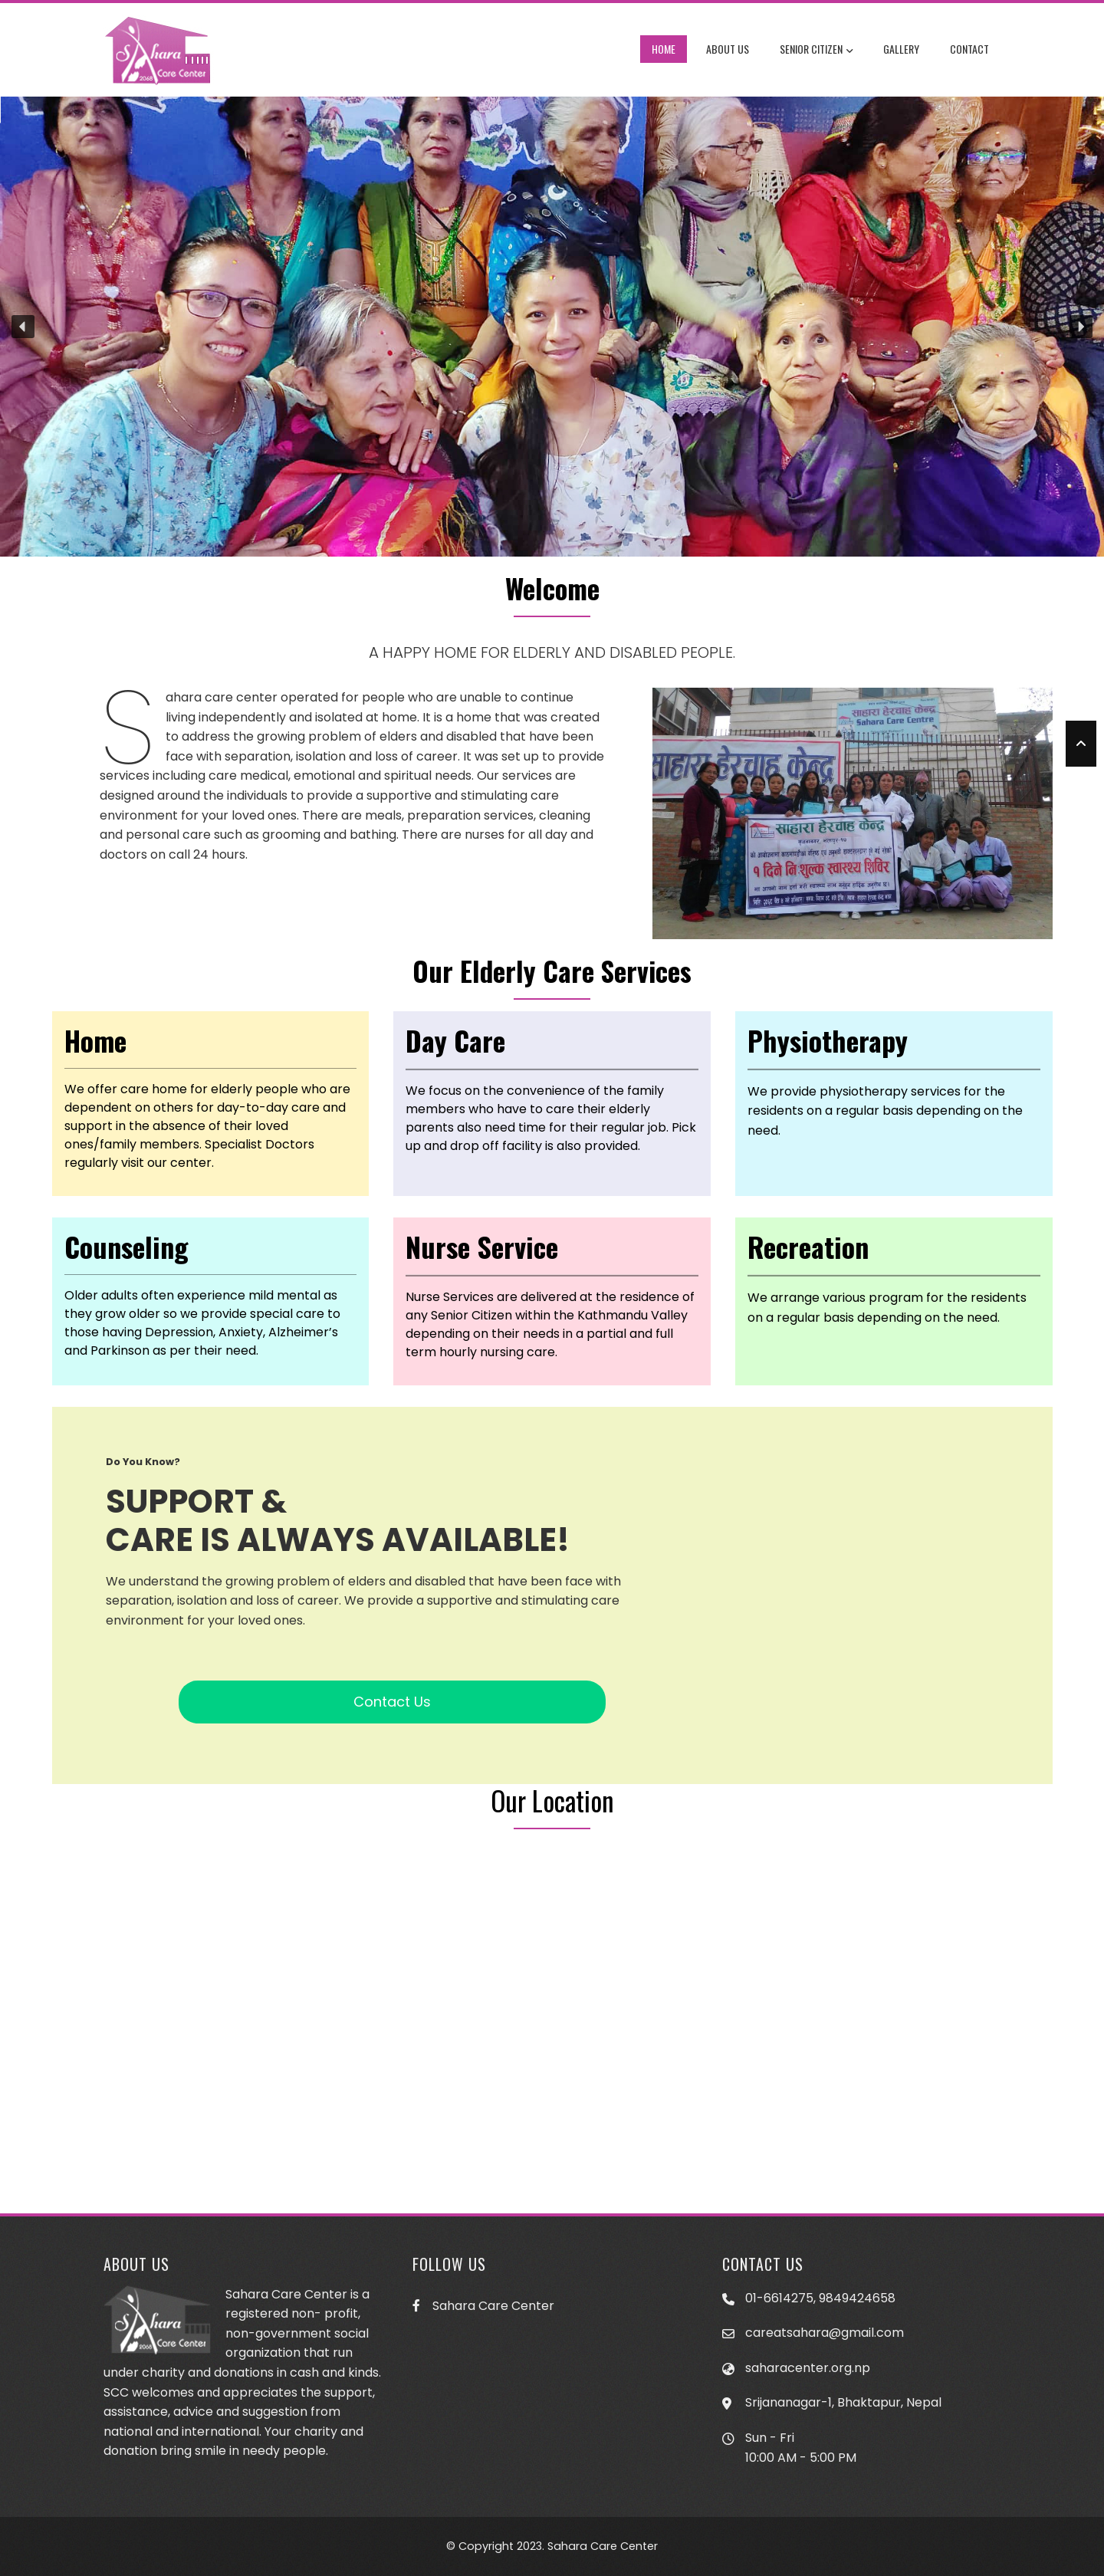 Sahara
Care Center
2068
HOME
ABOUT US
SENIOR CITIZEN
GALLERY
CONTACT
Welcome
A HAPPY HOME FOR ELDERLY AND DISABLED PEOPLE.
Sahara care center operated for people who are unable to continue
living independently and isolated at home. It is a home that was created
to address the growing problem of elders and disabled that have been
face with separation, isolation and loss of career. It was set up to provide
services including care medical, emotional and spiritual needs. Our services are
designed around the individuals to provide a supportive and stimulating care
environment for your loved ones. There are meals, preparation services, cleaning
and personal care such as grooming and bathing. There are nurses for all day and
doctors on call 24 hours.
साहारा हेरचाह केन्द्र
Sahara Care Centre
साहारा हेरचाह केन्द्र
साहारा हेरचाह केन्द्र
१ दिने निःशुल्क स्वास्थ्य शिविर
Our Elderly Care Services
Home
We offer care home for elderly people who are
dependent on others for day-to-day care and
support in the absence of their loved
ones/family members. Specialist Doctors
regularly visit our center.
Day Care
We focus on the convenience of the family
members who have to care their elderly
parents also need time for their regular job. Pick
up and drop off facility is also provided.
Physiotherapy
We provide physiotherapy services for the
residents on a regular basis depending on the
need.
Counseling
Older adults often experience mild mental as
they grow older so we provide special care to
those having Depression, Anxiety, Alzheimer’s
and Parkinson as per their need.
Nurse Service
Nurse Services are delivered at the residence of
any Senior Citizen within the Kathmandu Valley
depending on their needs in a partial and full
term hourly nursing care.
Recreation
We arrange various program for the residents
on a regular basis depending on the need.
Do You Know?
SUPPORT &
CARE IS ALWAYS AVAILABLE!
We understand the growing problem of elders and disabled that have been face with
separation, isolation and loss of career. We provide a supportive and stimulating care
environment for your loved ones.
Contact Us
Our Location
ABOUT US
Sahara
Care Center
2068
Sahara Care Center is a
registered non- profit,
non-government social
organization that run
under charity and donations in cash and kinds.
SCC welcomes and appreciates the support,
assistance, advice and suggestion from
national and international. Your charity and
donation bring smile in needy people.
FOLLOW US
Sahara Care Center
CONTACT US
01-6614275, 9849424658
careatsahara@gmail.com
saharacenter.org.np
Srijananagar-1, Bhaktapur, Nepal
Sun - Fri
10:00 AM - 5:00 PM
© Copyright 2023. Sahara Care Center